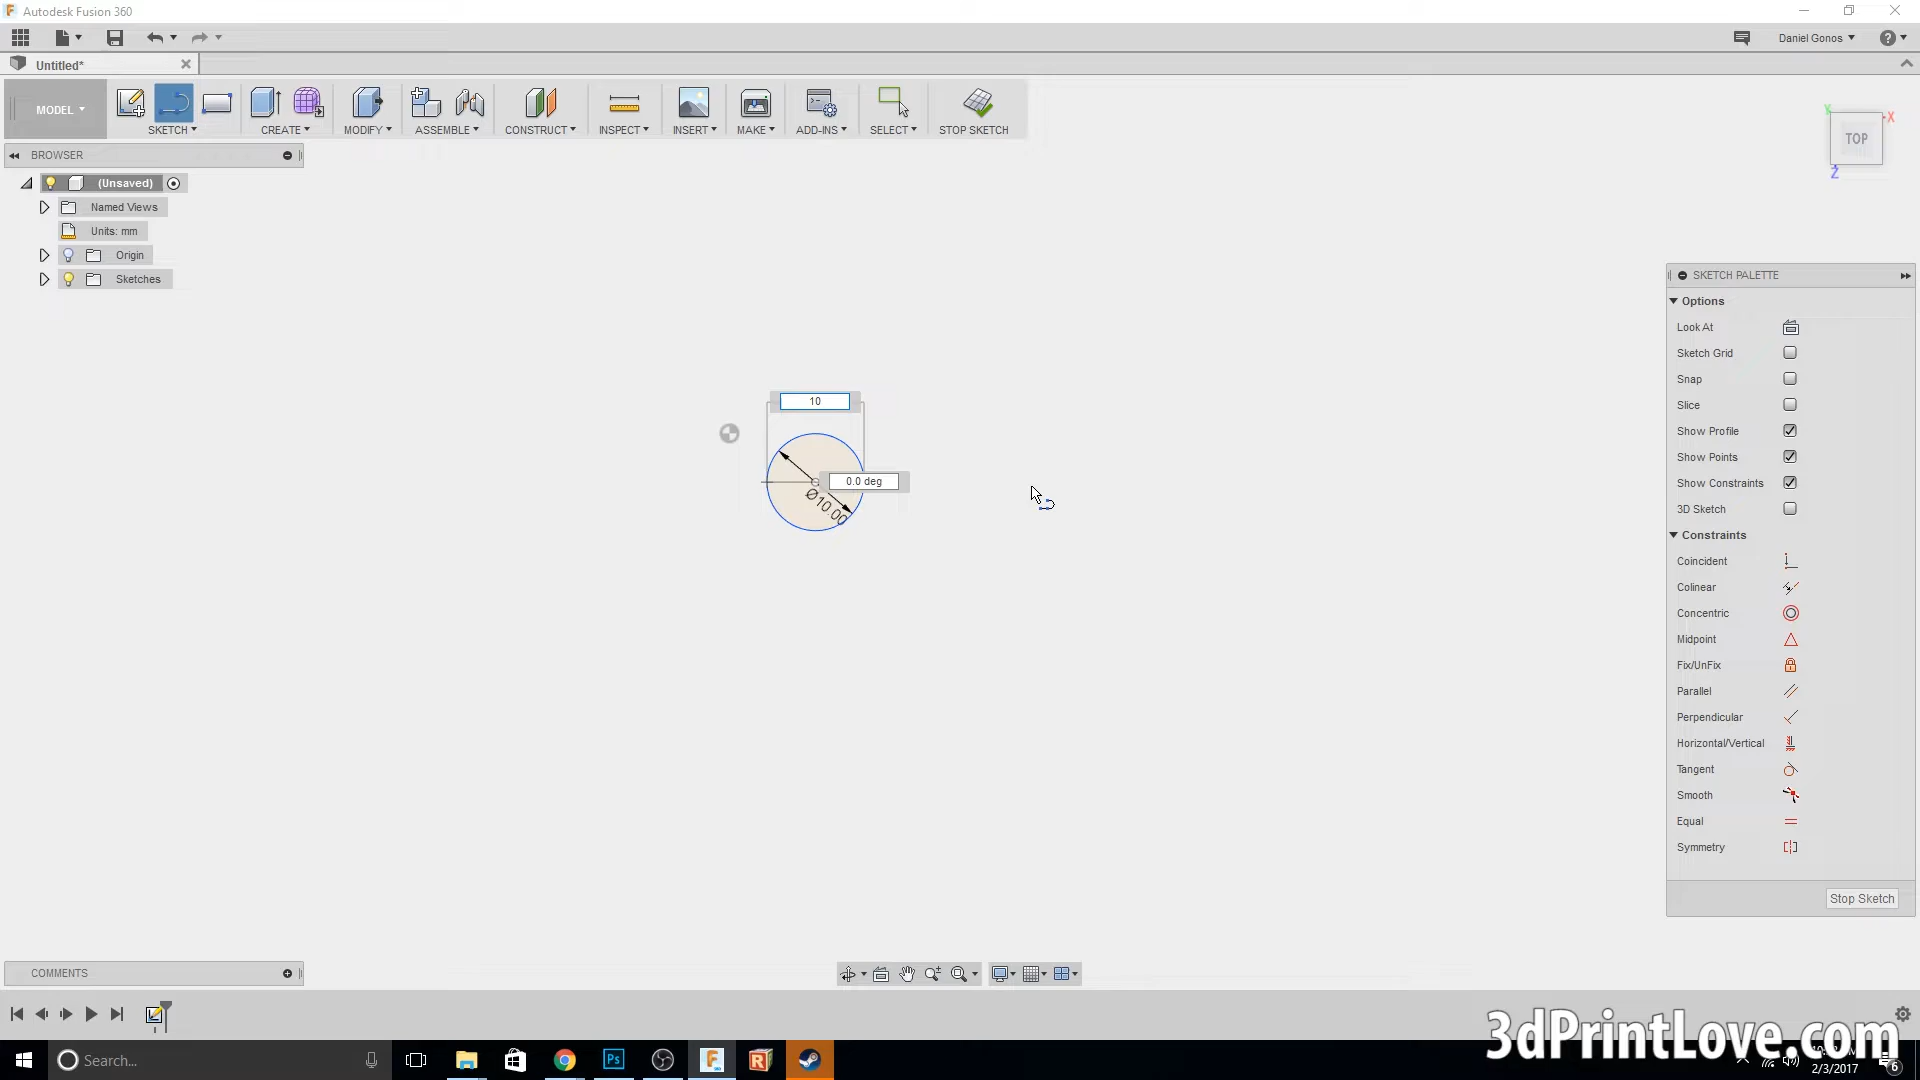 Autodesk Fusion 360
Daniel Gonos
Untitled*
MODEL
SKETCH
CREATE
MODIFY
ASSEMBLE
CONSTRUCT
INSPECT
INSERT
MAKE
ADD-INS
SELECT
STOP SKETCH
TOP
X
Y
Z
BROWSER
(Unsaved)
Named Views
Units: mm
Origin
Sketches
10
0.0 deg
Ø10.00
SKETCH PALETTE
Options
Look At
Sketch Grid
Snap
Slice
Show Profile
Show Points
Show Constraints
3D Sketch
Constraints
Coincident
Colinear
Concentric
Midpoint
Fix/UnFix
Parallel
Perpendicular
Horizontal/Vertical
Tangent
Smooth
Equal
Symmetry
Stop Sketch
COMMENTS
3dPrintLove.com
Search...
Ps
2/3/2017
6